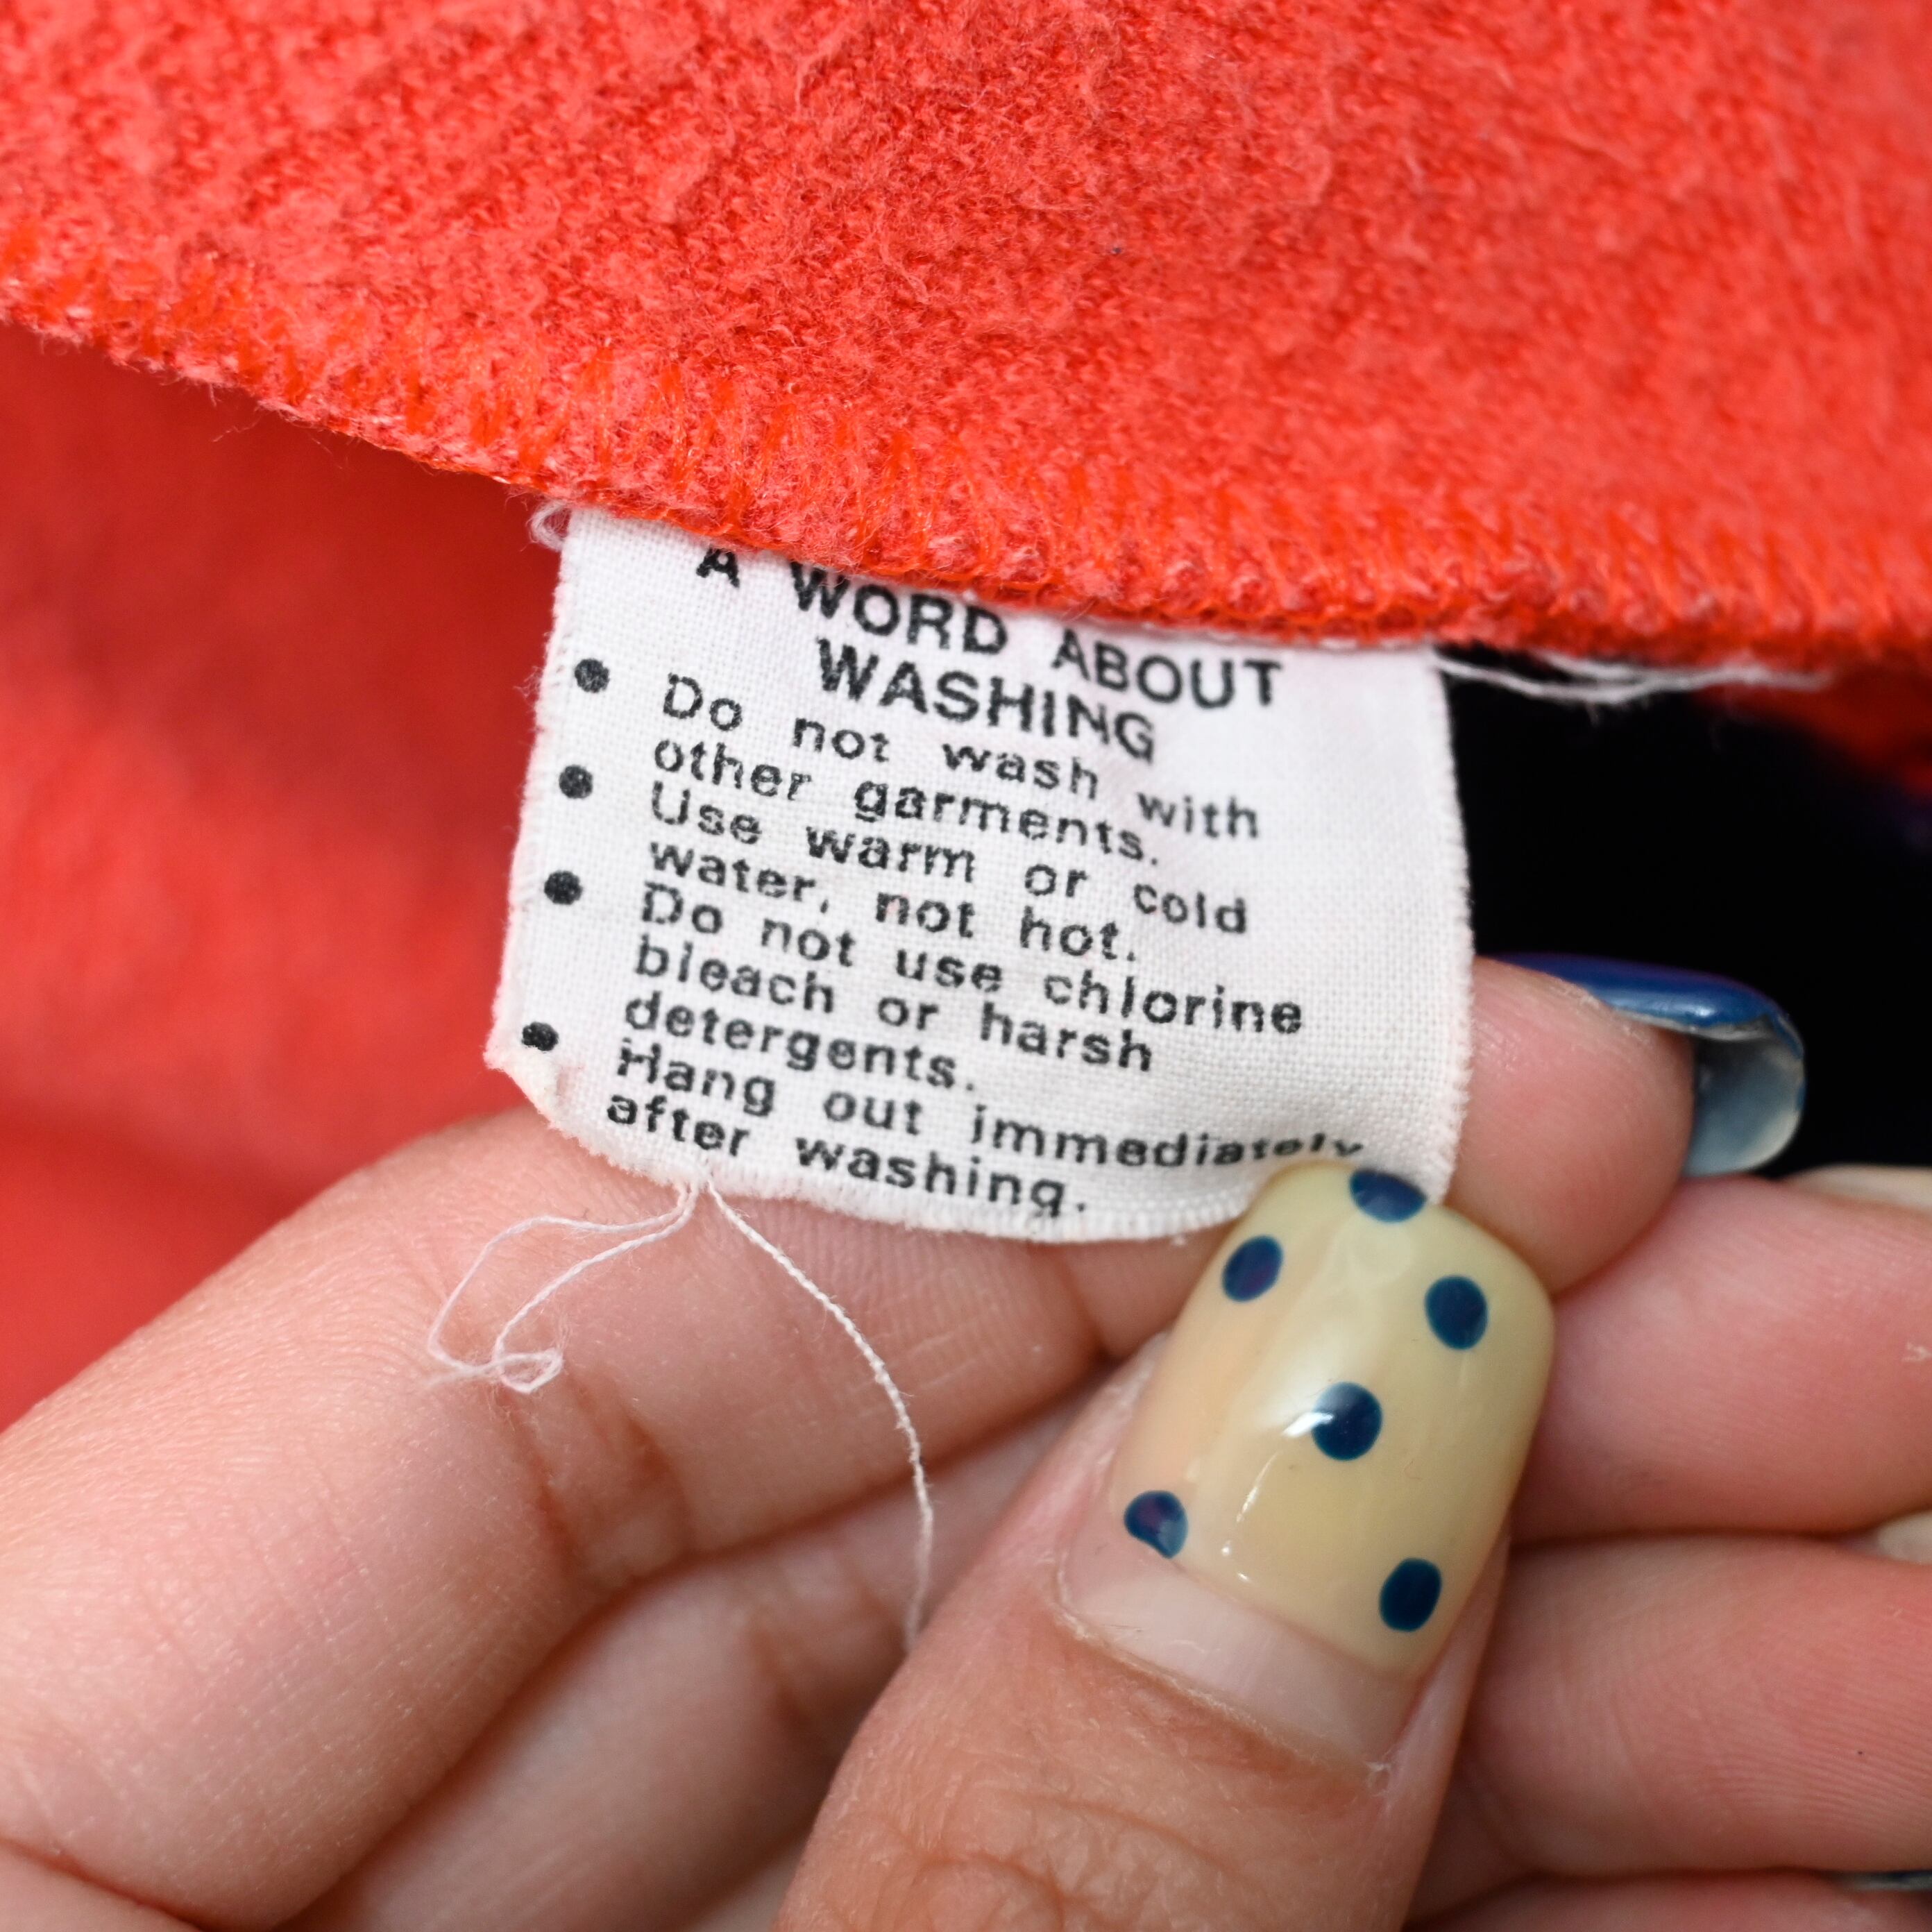 A WORD ABOUT
WASHING
• Do not wash with
other garments.
• Use warm or cold
water, not hot.
• Do not use chlorine
bleach or harsh
detergents.
• Hang out immediately
after washing.